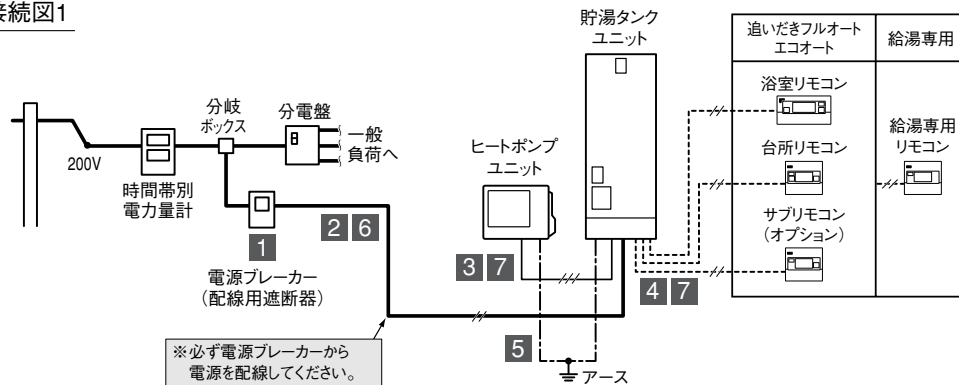 接続図1
貯湯タンク
ユニット
追いだきフルオート
エコオート
給湯専用
浴室リモコン
分岐
ボックス
分電盤
一般
負荷へ
200V
時間帯別
電力量計
ヒートポンプ
ユニット
台所リモコン
給湯専用
リモコン
サブリモコン
（オプション）
1
2 6
3 7
4 7
電源ブレーカー
（配線用遮断器）
5
※必ず電源ブレーカーから
電源を配線してください。
アース